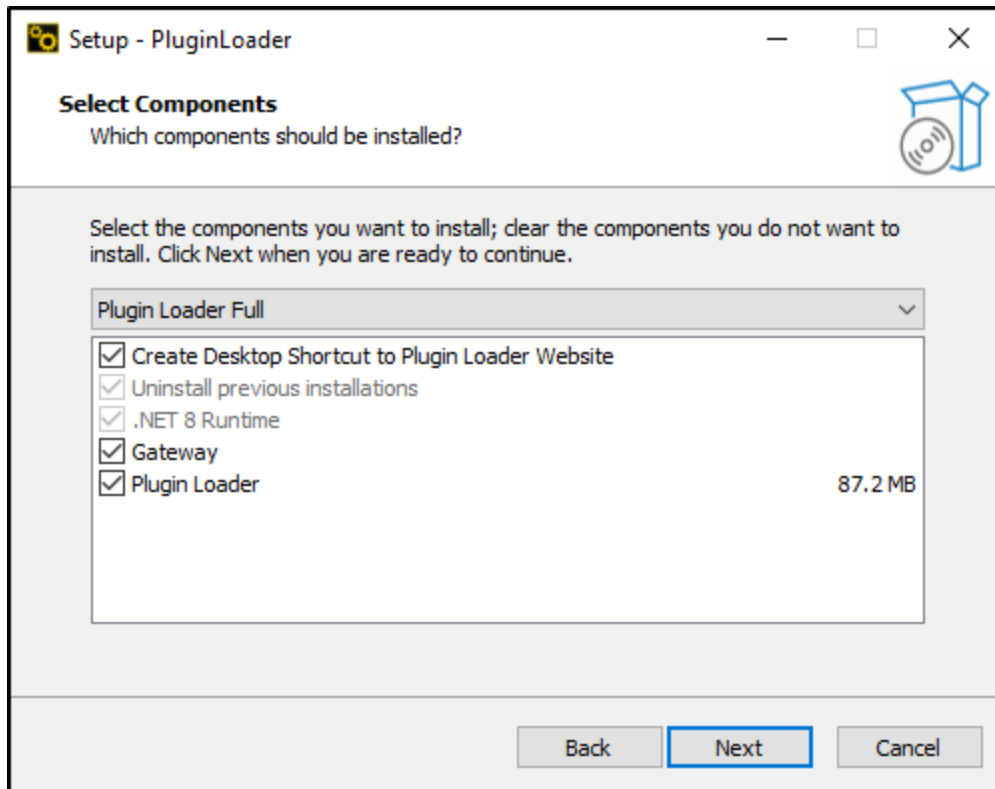 Setup - PluginLoader
Select Components
Which components should be installed?
Select the components you want to install; clear the components you do not want to
install. Click Next when you are ready to continue.
Plugin Loader Full
Create Desktop Shortcut to Plugin Loader Website
Uninstall previous installations
.NET 8 Runtime
Gateway
Plugin Loader 87.2 MB
Back Next Cancel